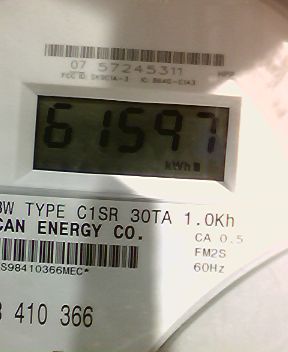 07 57245311
61597
kWh
3W TYPE C1SR 30TA 1.0Kh
CAN ENERGY CO.
CA 0.5
FM2S
60Hz
S98410366MEC*
410 366